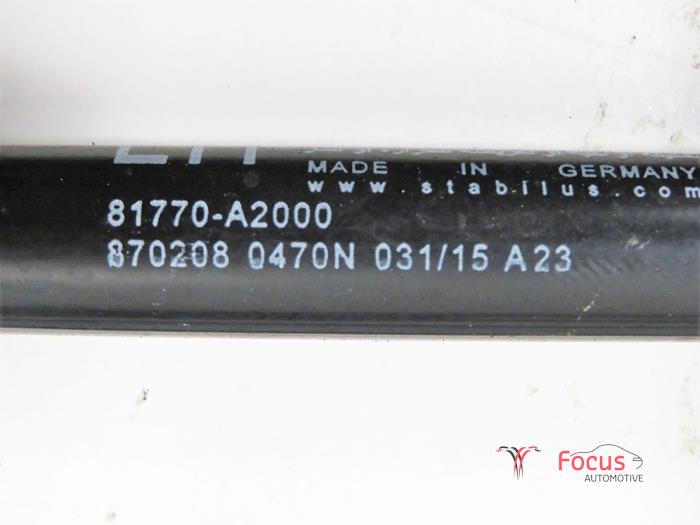 MADE IN GERMANY
www.stabilus.com
81770-A2000
870208 0470N 031/15 A23
Focus
AUTOMOTIVE